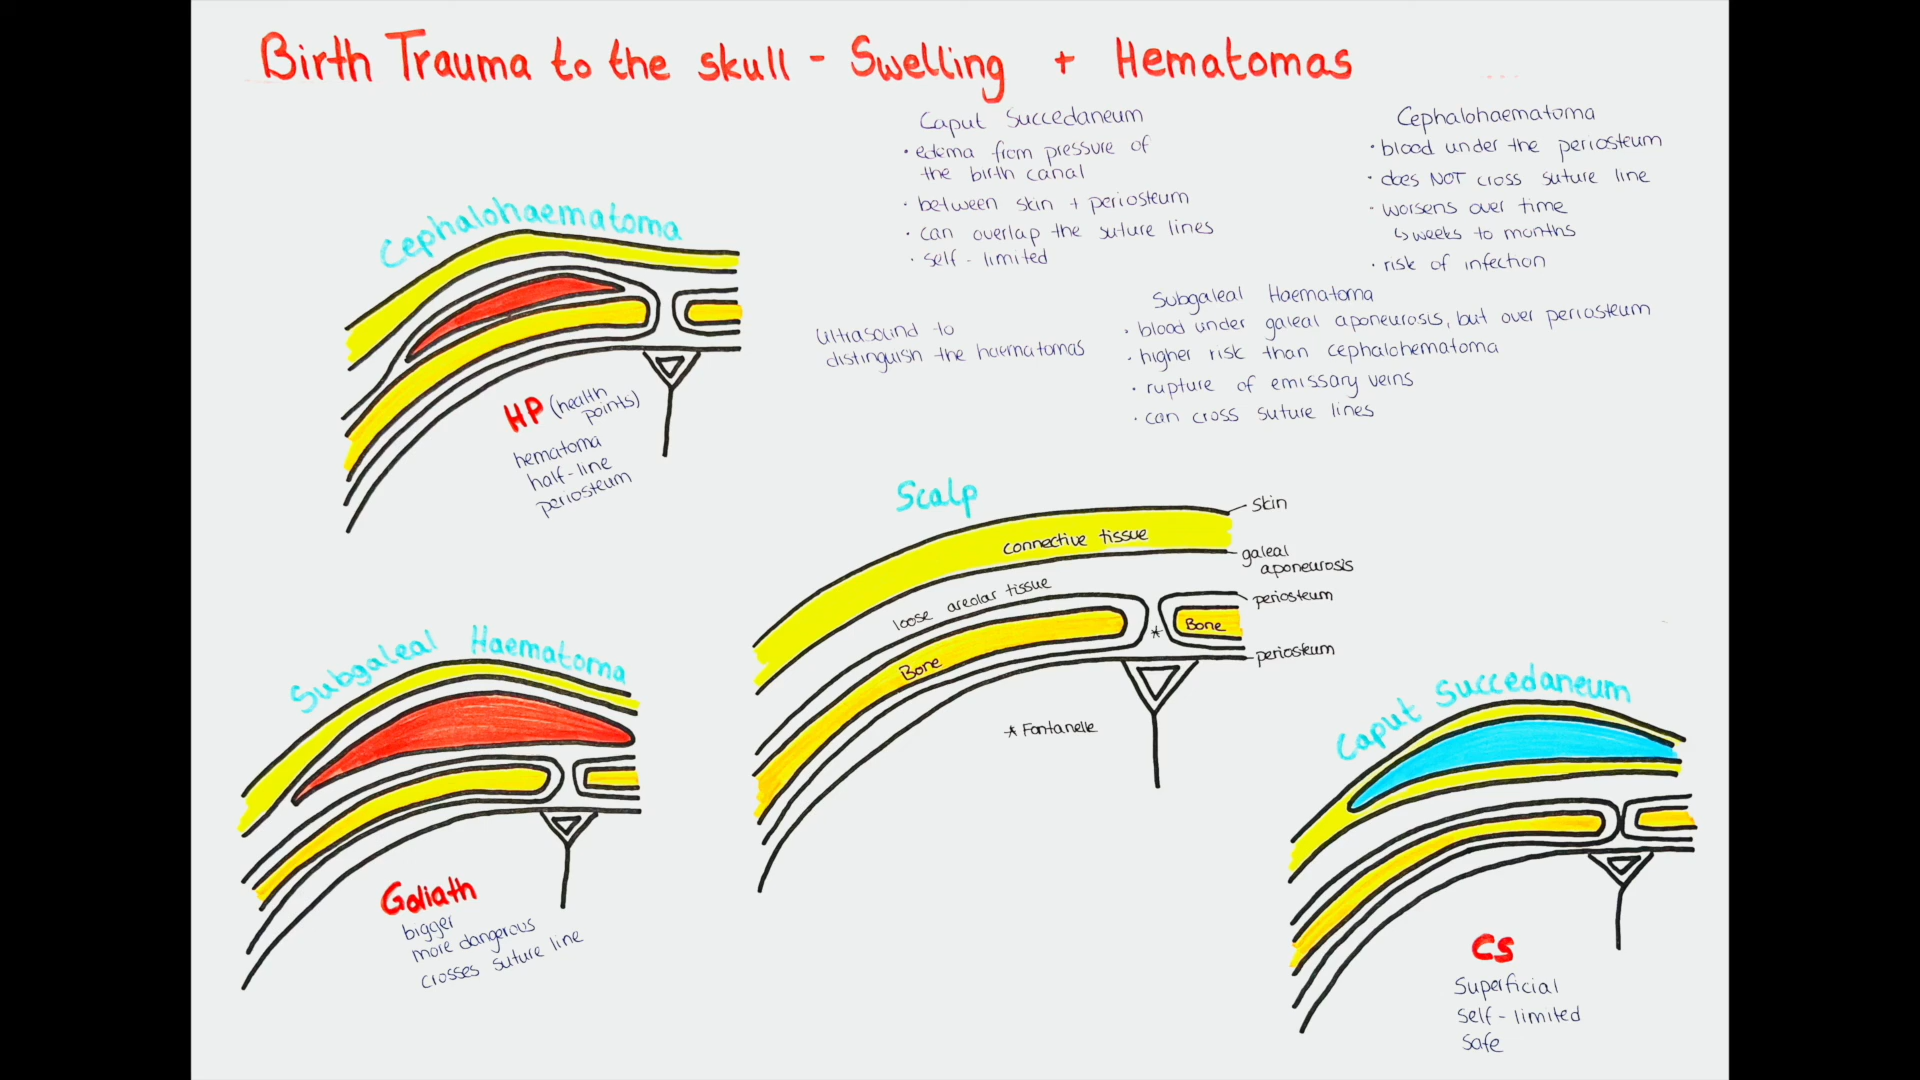 Birth Trauma to the skull - Swelling + Hematomas
Caput Succedaneum
• edema from pressure of
the birth canal
• between skin + periosteum
• can overlap the suture lines
• self-limited
Cephalohaematoma
• blood under the periosteum
• does NOT cross suture line
• worsens over time
↳ weeks to months
• risk of infection
Subgaleal Haematoma
• blood under galeal aponeurosis, but over periosteum
• higher risk than cephalohematoma
• rupture of emissary veins
• can cross suture lines
Ultrasound to
distinguish the haematomas
Cephalohaematoma
HP (health
points)
hematoma
half-line
periosteum
Scalp
skin
connective tissue
galeal
aponeurosis
loose areolar tissue
periosteum
Bone
*
Bone
periosteum
* Fontanelle
Subgaleal Haematoma
Goliath
bigger
more dangerous
crosses suture line
Caput Succedaneum
CS
Superficial
Self-limited
Safe